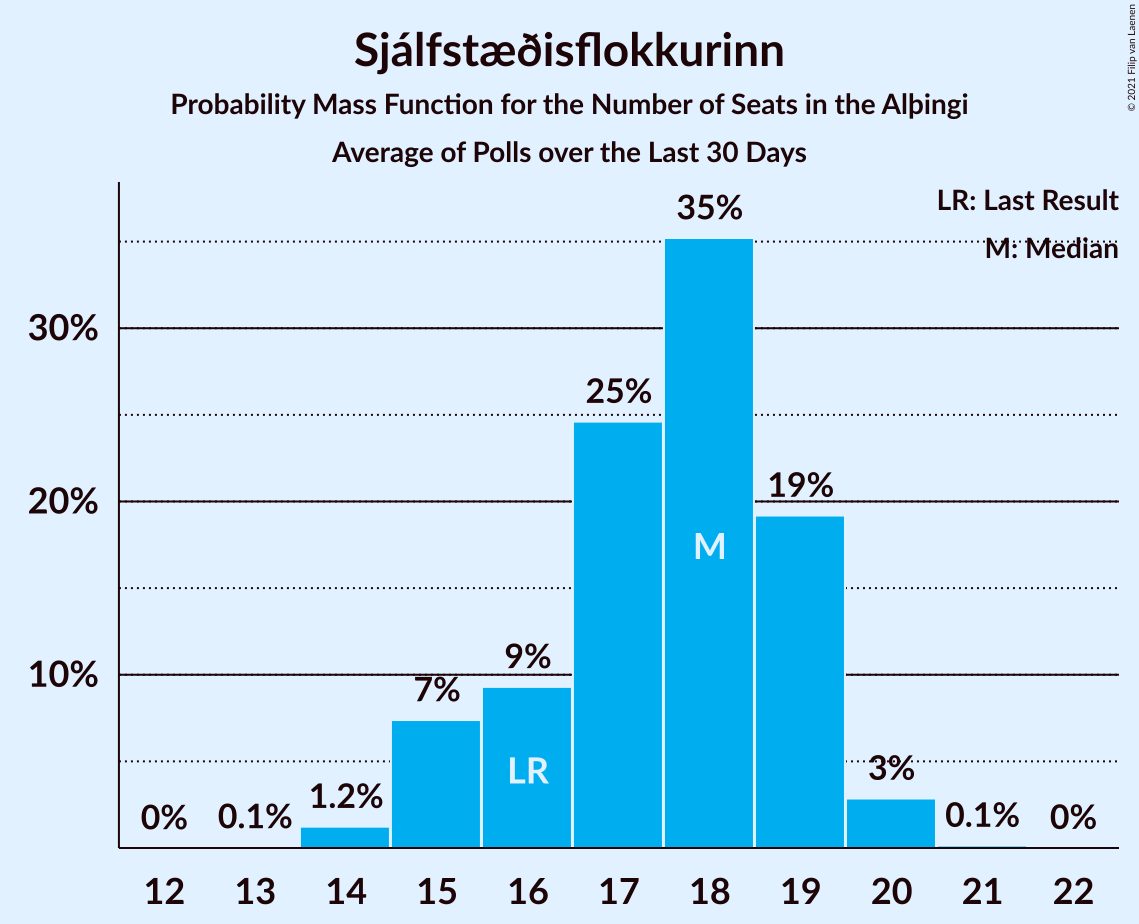 Sjálfstæðisflokkurinn
Probability Mass Function for the Number of Seats in the Alþingi
Average of Polls over the Last 30 Days
© 2021 Filip van Laenen
LR: Last Result
M: Median
35%
30%
25%
20%
19%
M
10%
9%
7%
LR
3%
1.2%
0%
0.1%
0.1%
0%
12 13 14 15 16 17 18 19 20 21 22